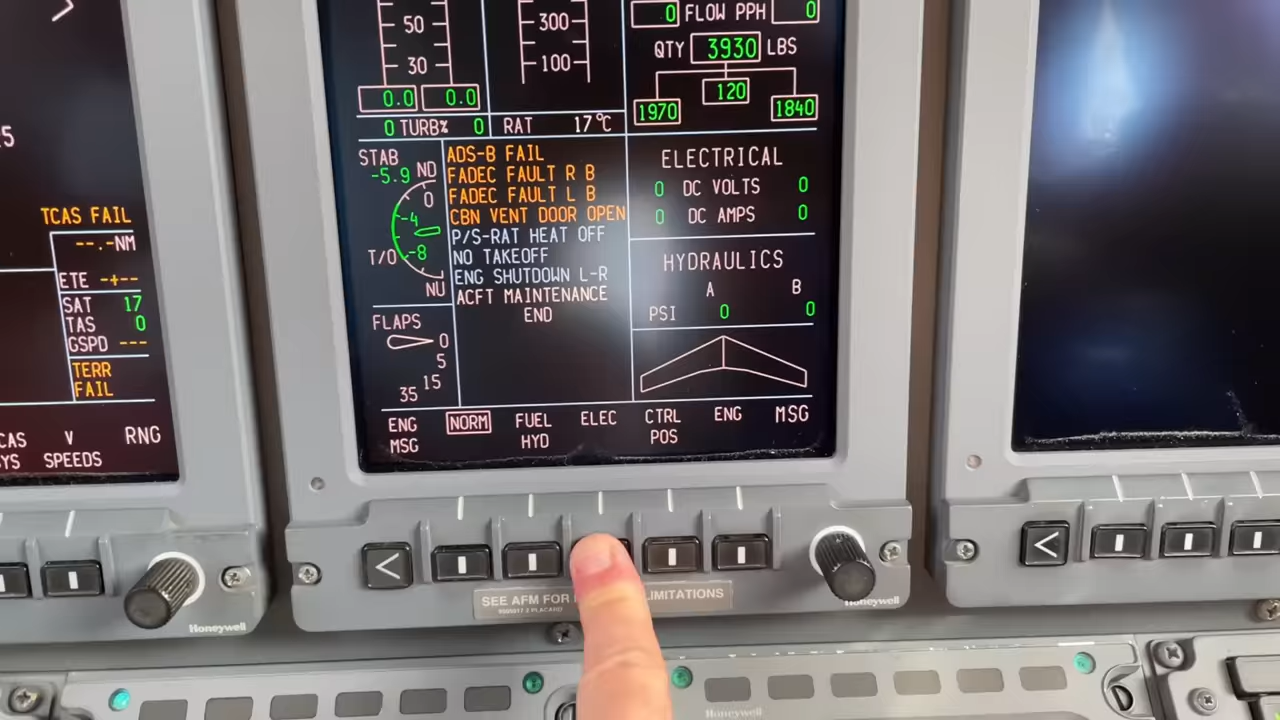 50
30
0.0 0.0
0 TURB% 0
300
100
RAT 17°C
0 FLOW PPH 0
QTY 3930 LBS
1970 120 1840
TCAS FAIL
--.-NM
ETE -+--
SAT 17
TAS 0
GSPD ---
TERR
FAIL
V
SPEEDS
RNG
STAB
-5.9 ND
0
-4
T/O -8
NU
FLAPS
0
5
15
35
ADS-B FAIL
FADEC FAULT R B
FADEC FAULT L B
CBN VENT DOOR OPEN
P/S-RAT HEAT OFF
NO TAKEOFF
ENG SHUTDOWN L-R
ACFT MAINTENANCE
END
ELECTRICAL
0 DC VOLTS 0
0 DC AMPS 0
HYDRAULICS
A B
PSI 0 0
ENG
MSG
NORM
FUEL
HYD
ELEC
CTRL
POS
ENG
MSG
SEE AFM FOR LIMITATIONS
Honeywell
Honeywell
Honeywell